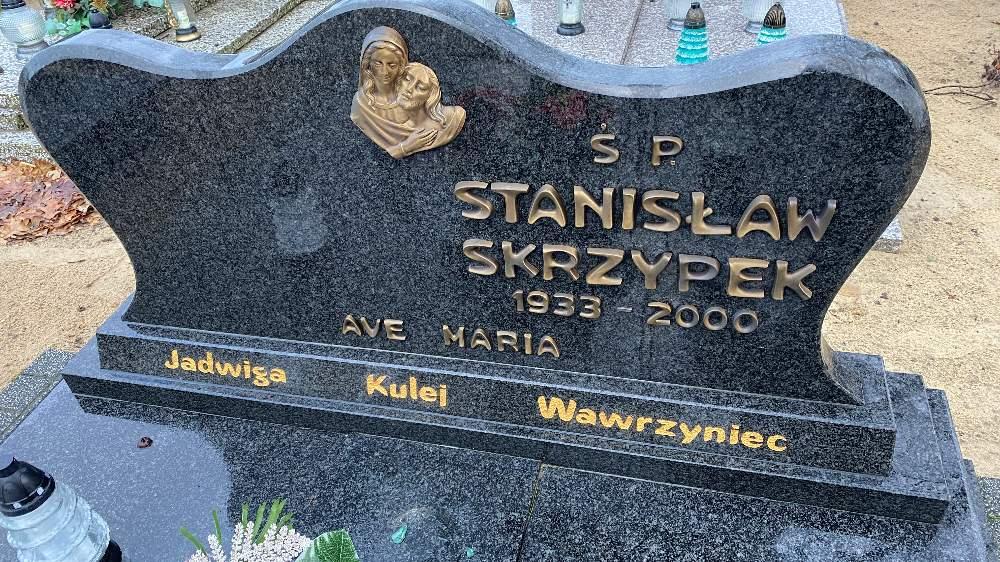 Ś P.
STANISŁAW
SKRZYPEK
1933 - 2000
AVE MARIA
Jadwiga Kulej Wawrzyniec